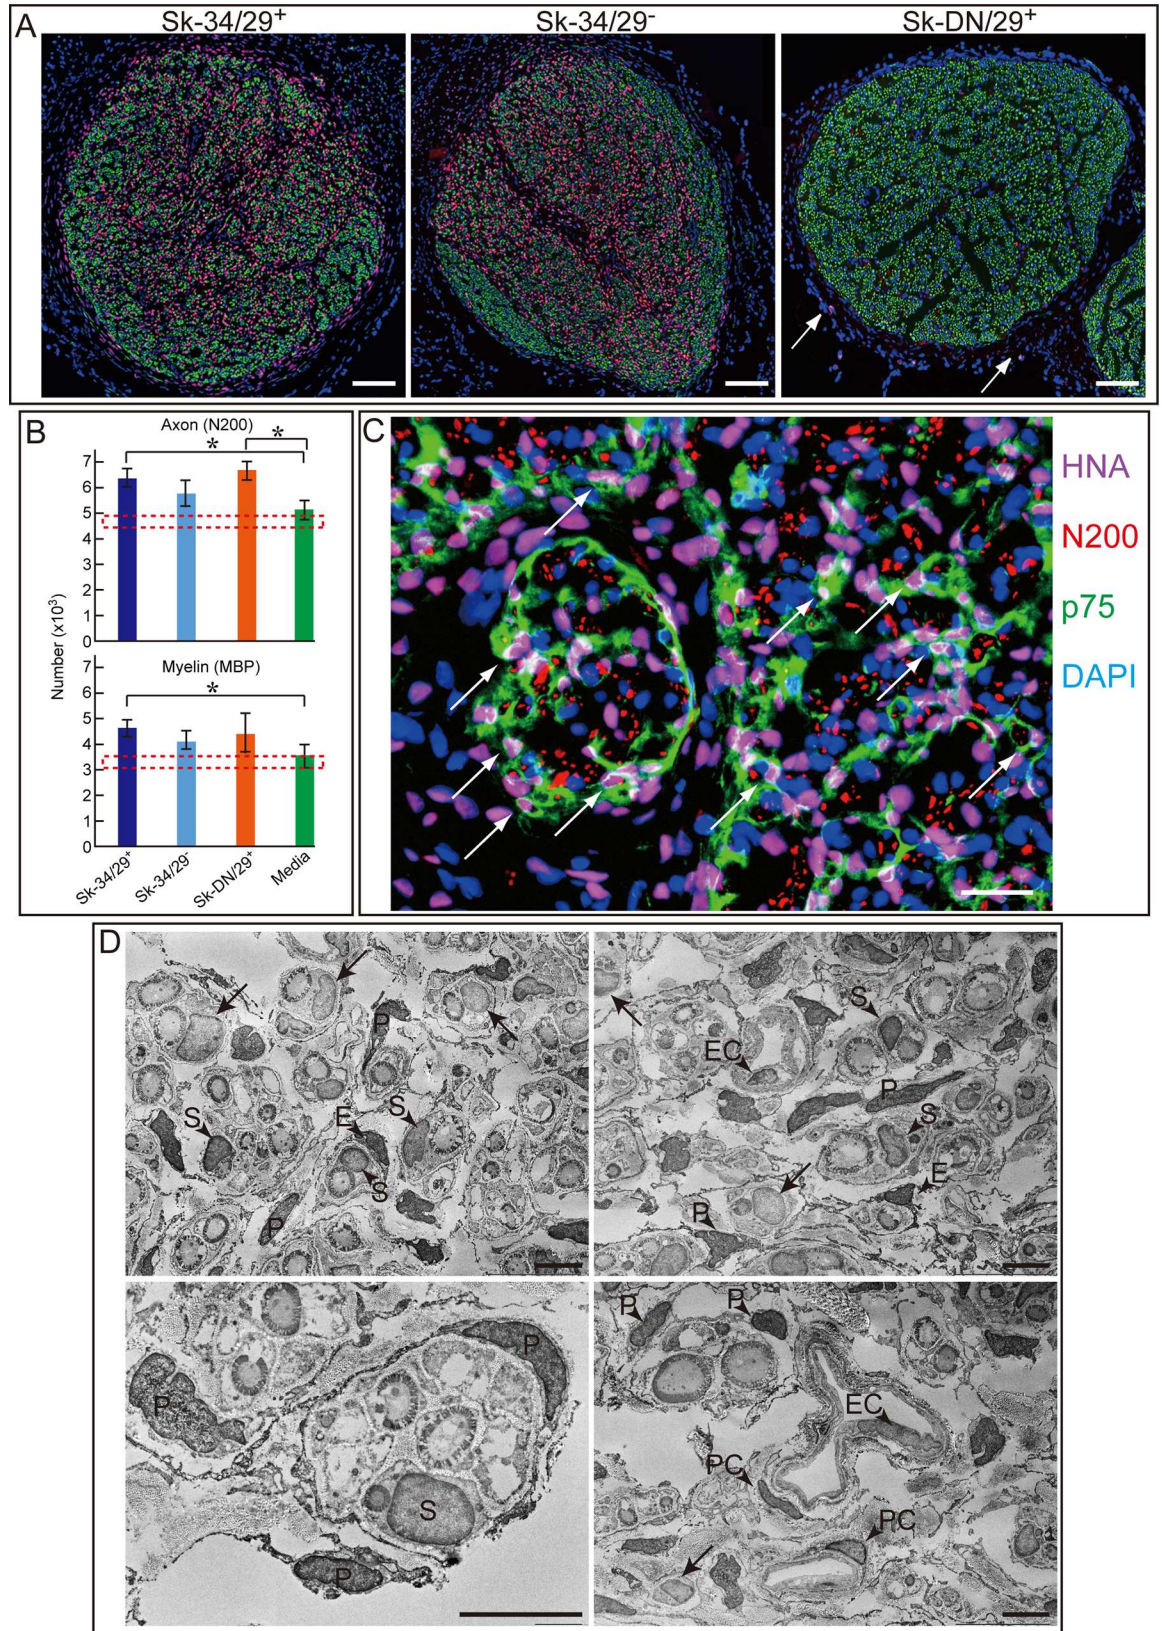 A
Sk-34/29⁺
Sk-34/29⁻
Sk-DN/29⁺
B
Axon (N200)
*
*
7
6
5
4
3
2
1
0
Number (x10³)
Myelin (MBP)
*
7
6
5
4
3
2
1
0
Sk-34/29⁺
Sk-34/29⁻
Sk-DN/29⁺
Media
C
HNA
N200
p75
DAPI
D
P
S
E
S
S
P
S
EC
P
S
E
P
P
P
S
P
P
P
EC
PC
PC